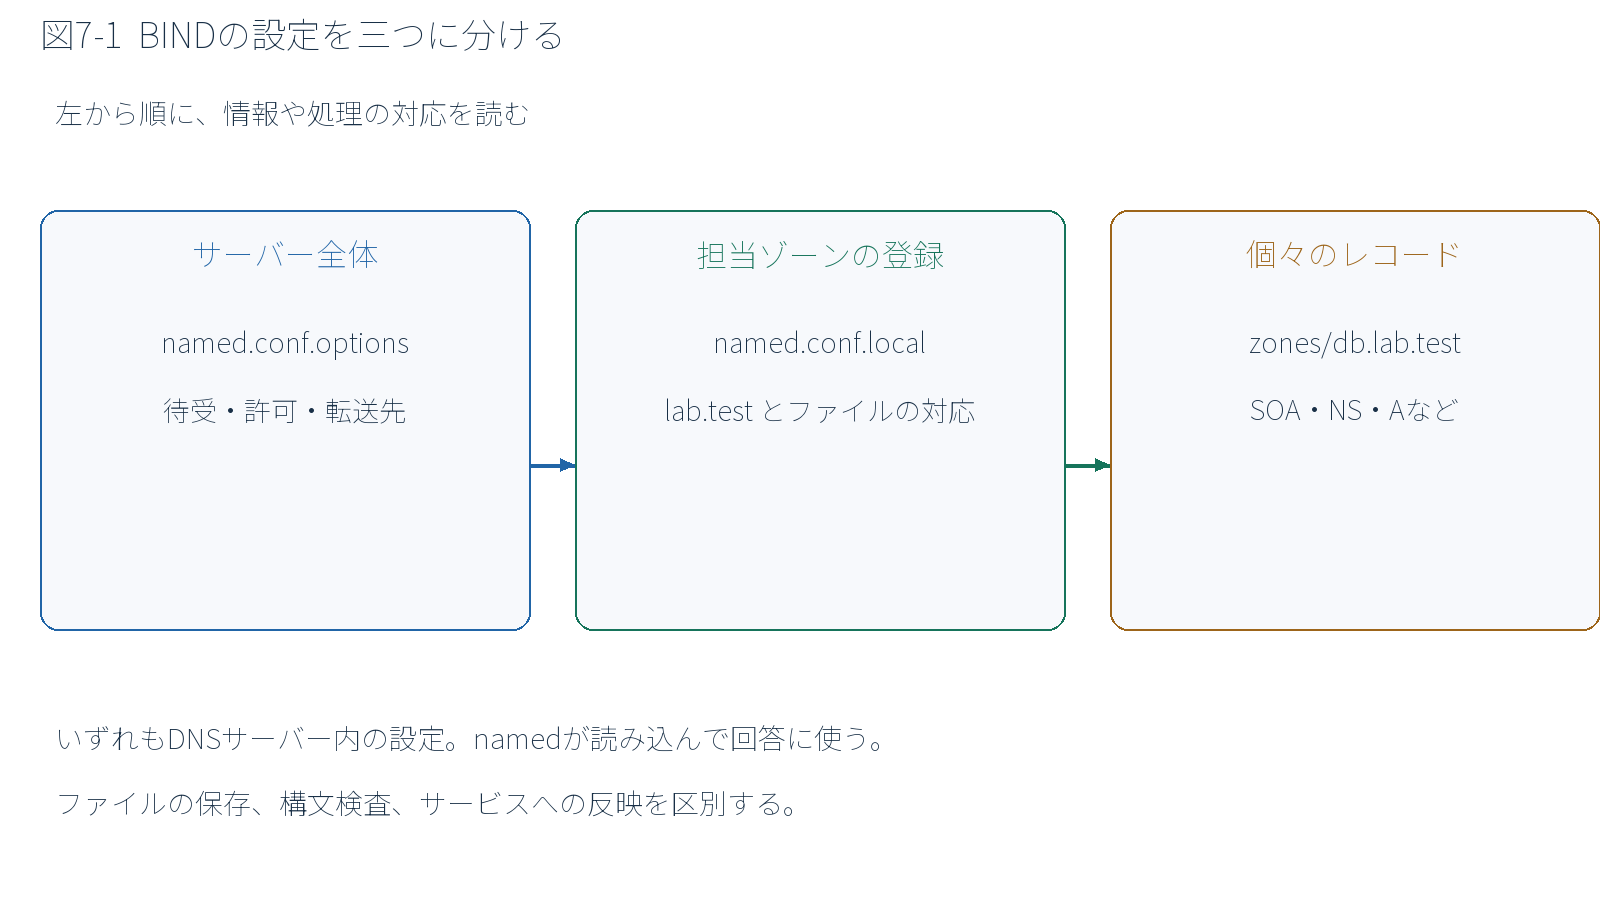 図7-1 BINDの設定を三つに分ける
左から順に、情報や処理の対応を読む
サーバー全体
named.conf.options
待受・許可・転送先
担当ゾーンの登録
named.conf.local
lab.test とファイルの対応
個々のレコード
zones/db.lab.test
SOA・NS・Aなど
いずれもDNSサーバー内の設定。namedが読み込んで回答に使う。
ファイルの保存、構文検査、サービスへの反映を区別する。